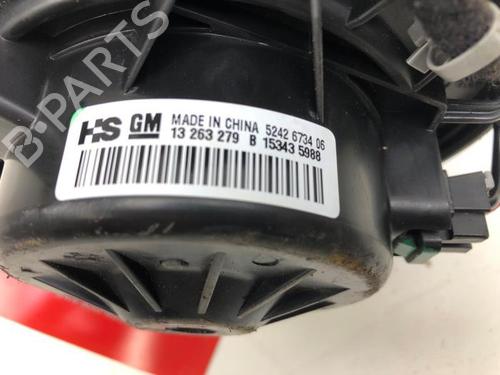 HS GM MADE IN CHINA 5242 6734 06
13 263 279 B 15343 5988
B-PARTS